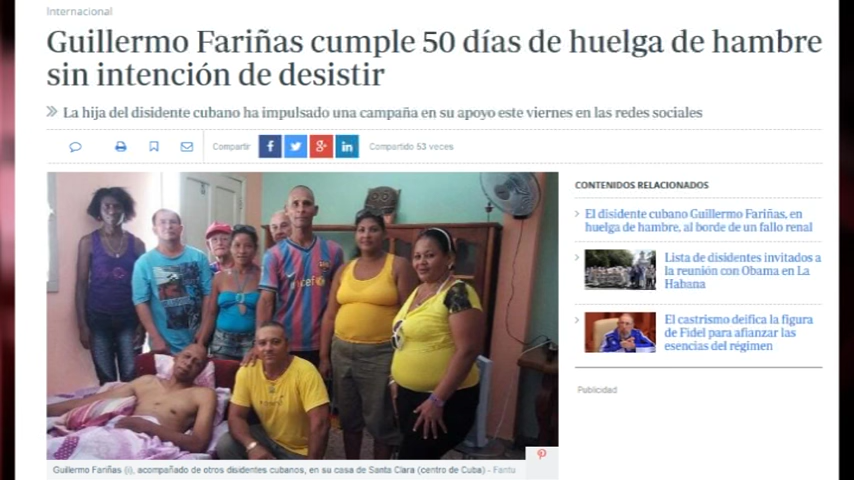 Internacional
Guillermo Fariñas cumple 50 días de huelga de hambre
sin intención de desistir
La hija del disidente cubano ha impulsado una campaña en su apoyo este viernes en las redes sociales
Compartir
Compartido 53 veces
CONTENIDOS RELACIONADOS
El disidente cubano Guillermo Fariñas, en
huelga de hambre, al borde de un fallo renal
Lista de disidentes invitados a
la reunión con Obama en La
Habana
El castrismo deifica la figura
de Fidel para afianzar las
esencias del régimen
Publicidad
unicef
Guillermo Fariñas (i), acompañado de otros disidentes cubanos, en su casa de Santa Clara (centro de Cuba) - Fantu